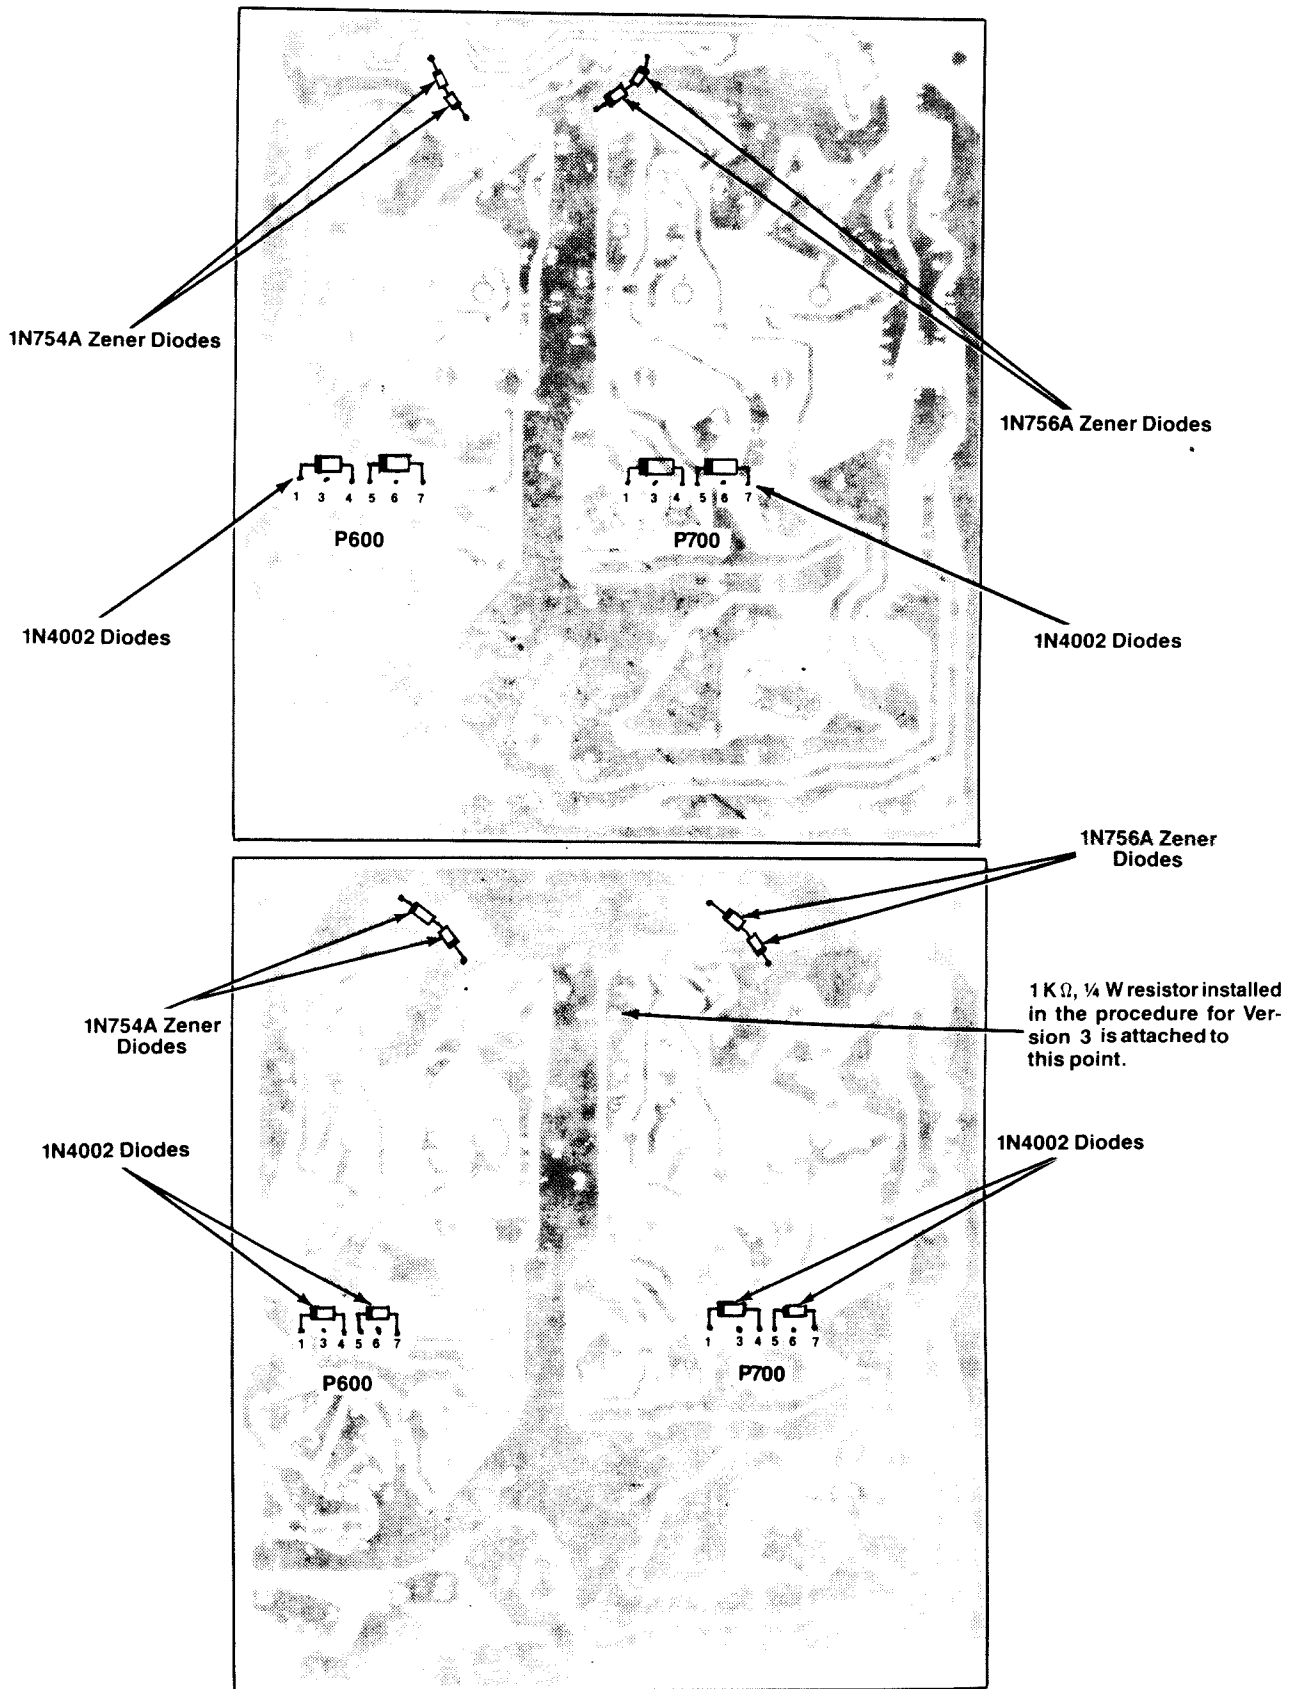 1N754A Zener Diodes
1N756A Zener Diodes
1 3 4 5 6 7
P600
1 3 4 5 6 7
P700
1N4002 Diodes
1N4002 Diodes
1N756A Zener
Diodes
1N754A Zener
Diodes
1 K Ω, ¼ W resistor installed
in the procedure for Ver-
sion 3 is attached to
this point.
1N4002 Diodes
1N4002 Diodes
1 3 4 5 6 7
P600
1 3 4 5 6 7
P700